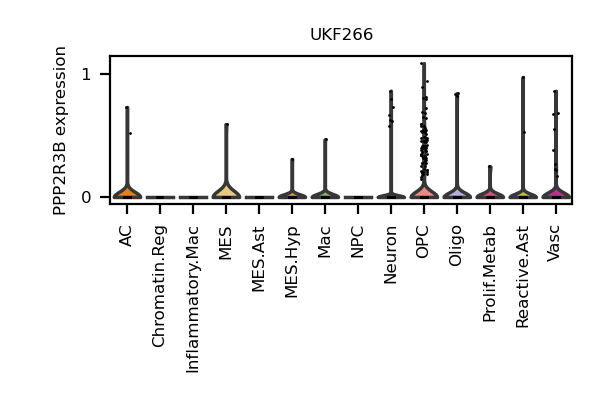 UKF266
PPP2R3B expression
1
0
AC
Chromatin.Reg
Inflammatory.Mac
MES
MES.Ast
MES.Hyp
Mac
NPC
Neuron
OPC
Oligo
Prolif.Metab
Reactive.Ast
Vasc